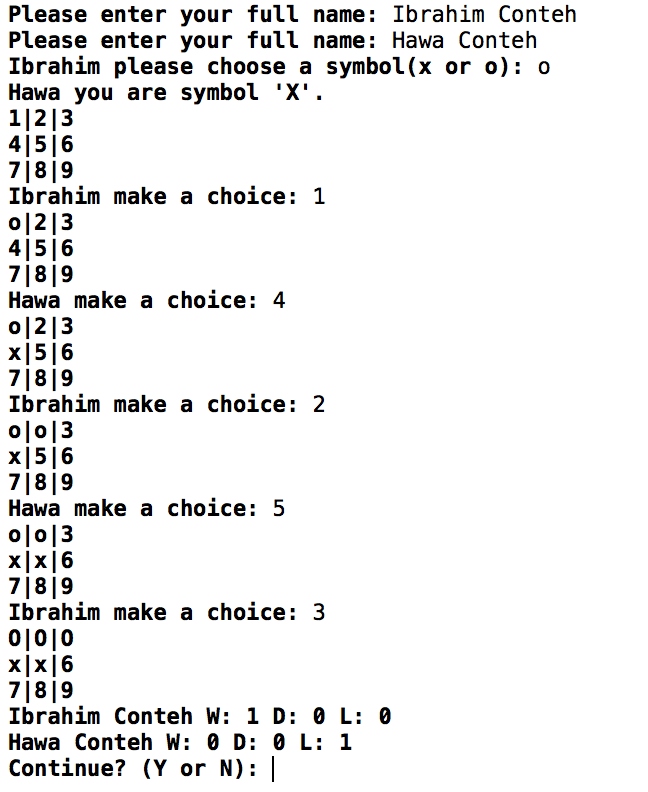 Please enter your full name: Ibrahim Conteh
Please enter your full name: Hawa Conteh
Ibrahim please choose a symbol(x or o): o
Hawa you are symbol 'X'.
1|2|3
4|5|6
7|8|9
Ibrahim make a choice: 1
o|2|3
4|5|6
7|8|9
Hawa make a choice: 4
o|2|3
x|5|6
7|8|9
Ibrahim make a choice: 2
o|o|3
x|5|6
7|8|9
Hawa make a choice: 5
o|o|3
x|x|6
7|8|9
Ibrahim make a choice: 3
O|O|O
x|x|6
7|8|9
Ibrahim Conteh W: 1 D: 0 L: 0
Hawa Conteh W: 0 D: 0 L: 1
Continue? (Y or N):